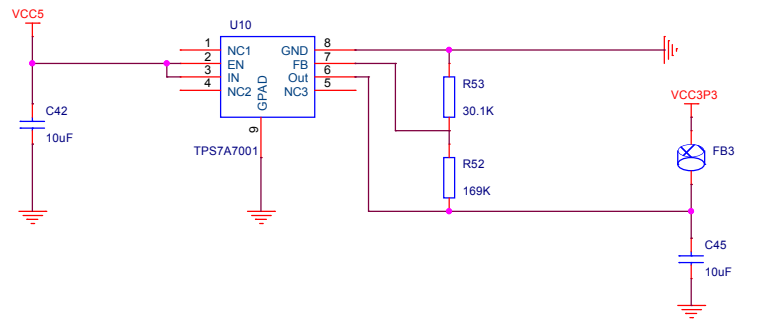 VCC5
U10
1 NC1 GND 8
2 EN FB 7
3 IN Out 6
4 NC2 NC3 5
GPAD
9
TPS7A7001
C42
10uF
R53
30.1K
R52
169K
VCC3P3
FB3
C45
10uF